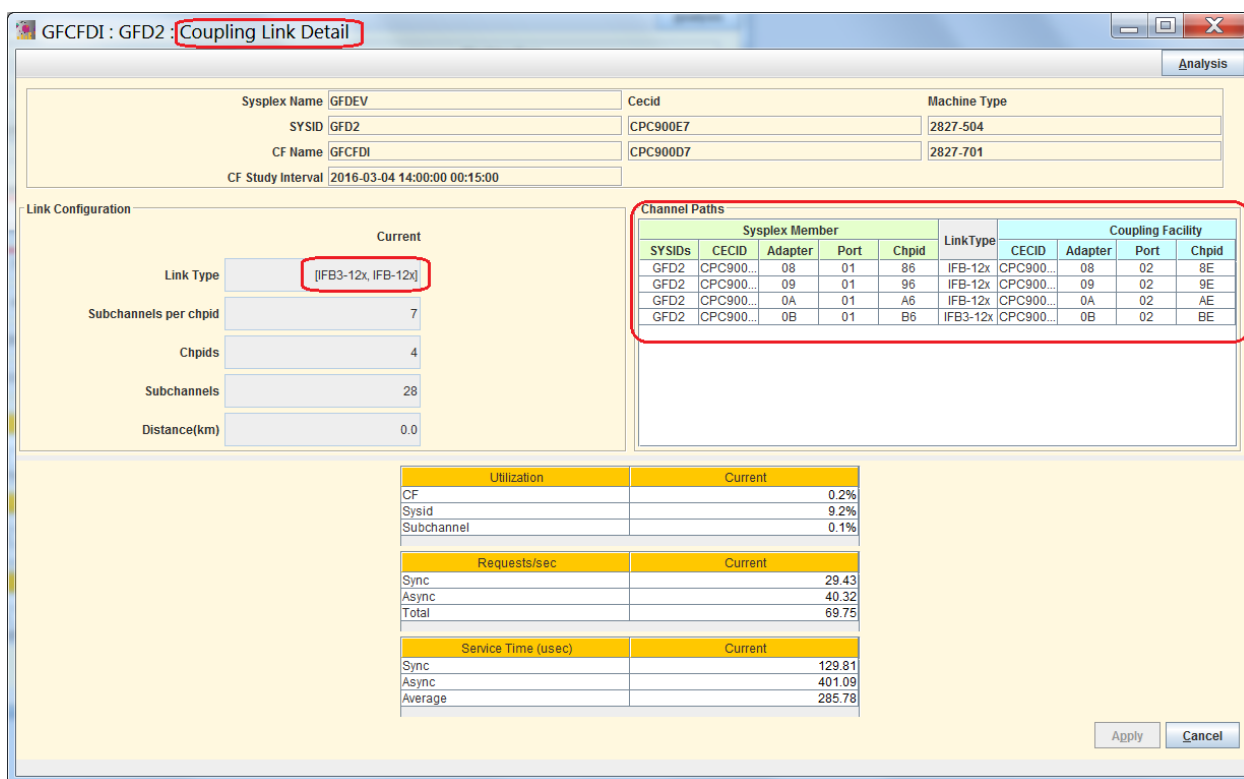 GFCFDI : GFD2 : Coupling Link Detail
Analysis
Sysplex Name GFDEV Cecid Machine Type
SYSID GFD2 CPC900E7 2827-504
CF Name GFCFDI CPC900D7 2827-701
CF Study Interval 2016-03-04 14:00:00 00:15:00
Link Configuration
Current
Link Type [IFB3-12x, IFB-12x]
Subchannels per chpid 7
Chpids 4
Subchannels 28
Distance(km) 0.0
Channel Paths
Sysplex Member LinkType Coupling Facility
SYSIDs CECID Adapter Port Chpid CECID Adapter Port Chpid
GFD2 CPC900... 08 01 86 IFB-12x CPC900... 08 02 8E
GFD2 CPC900... 09 01 96 IFB-12x CPC900... 09 02 9E
GFD2 CPC900... 0A 01 A6 IFB-12x CPC900... 0A 02 AE
GFD2 CPC900... 0B 01 B6 IFB3-12x CPC900... 0B 02 BE
Utilization Current
CF 0.2%
Sysid 9.2%
Subchannel 0.1%
Requests/sec Current
Sync 29.43
Async 40.32
Total 69.75
Service Time (usec) Current
Sync 129.81
Async 401.09
Average 285.78
Apply Cancel